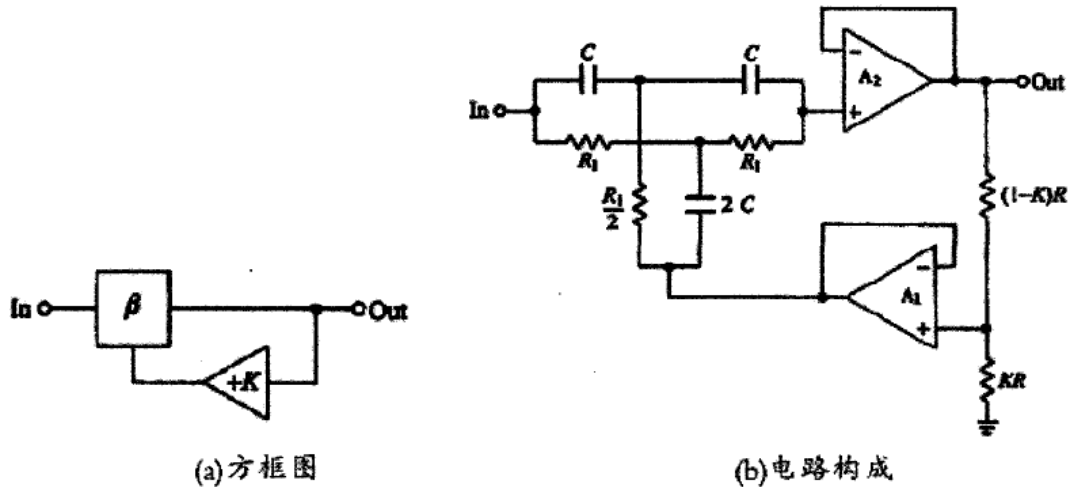 C
C
A₂
−
+
In
Out
R₁
R₁
R₁/2
2 C
(1−K)R
A₁
−
+
KR
In
β
Out
+K
(a)方框图
(b)电路构成